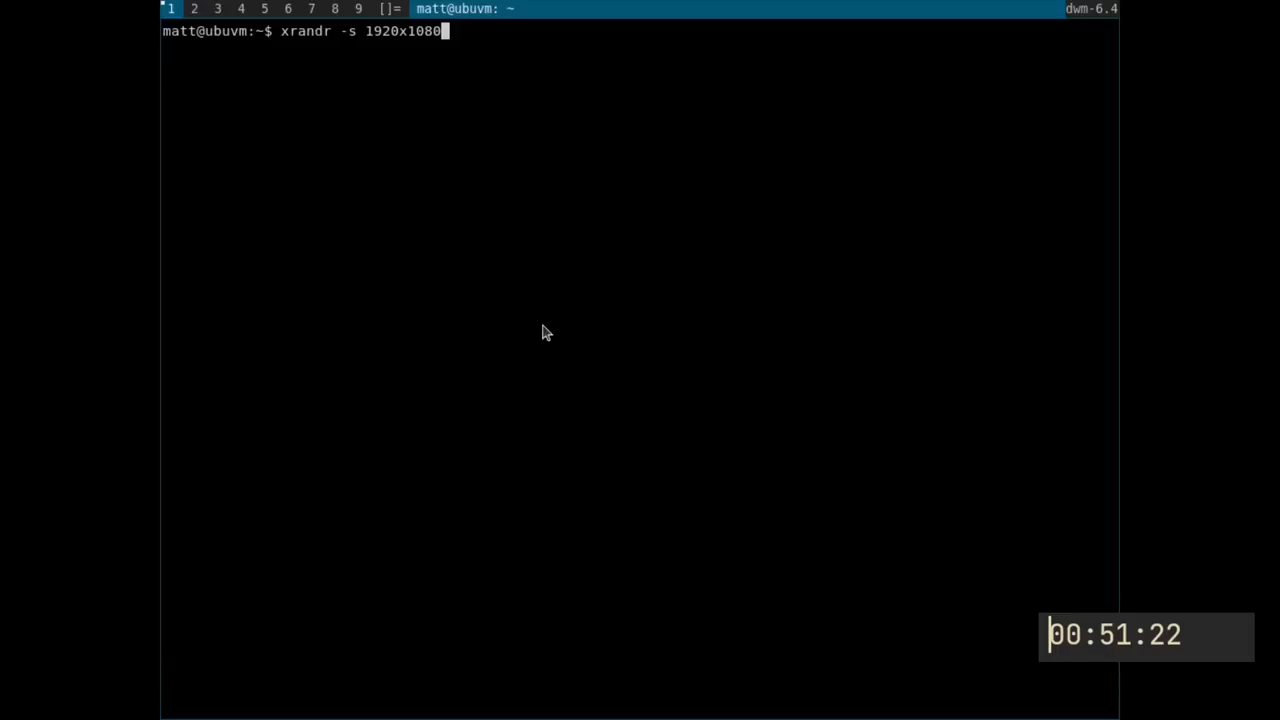 1 2 3 4 5 6 7 8 9 []= matt@ubuvm: ~ dwm-6.4
matt@ubuvm:~$ xrandr -s 1920x1080
00:51:22